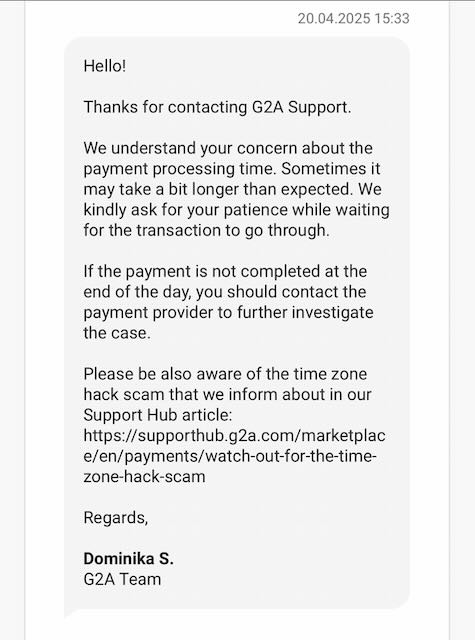 20.04.2025 15:33
Hello!
Thanks for contacting G2A Support.
We understand your concern about the
payment processing time. Sometimes it
may take a bit longer than expected. We
kindly ask for your patience while waiting
for the transaction to go through.
If the payment is not completed at the
end of the day, you should contact the
payment provider to further investigate
the case.
Please be also aware of the time zone
hack scam that we inform about in our
Support Hub article:
https://supporthub.g2a.com/marketplac
e/en/payments/watch-out-for-the-time-
zone-hack-scam
Regards,
Dominika S.
G2A Team